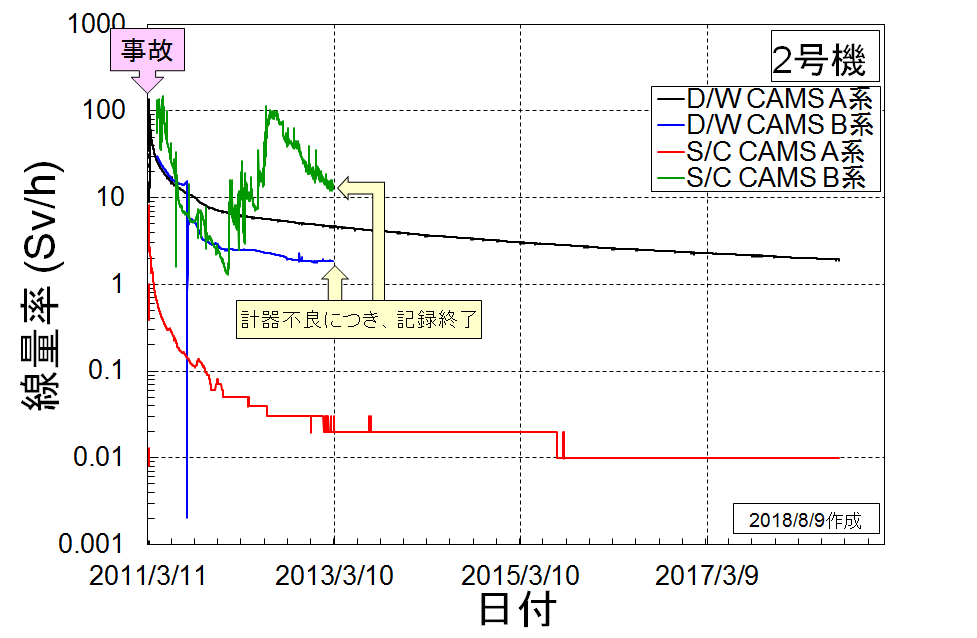 1000
事故
2号機
D/W CAMS A系
D/W CAMS B系
S/C CAMS A系
S/C CAMS B系
100
10
1
0.1
0.01
0.001
線量率 (Sv/h)
計器不良につき、記録終了
2018/8/9作成
2011/3/11
2013/3/10
2015/3/10
2017/3/9
日付